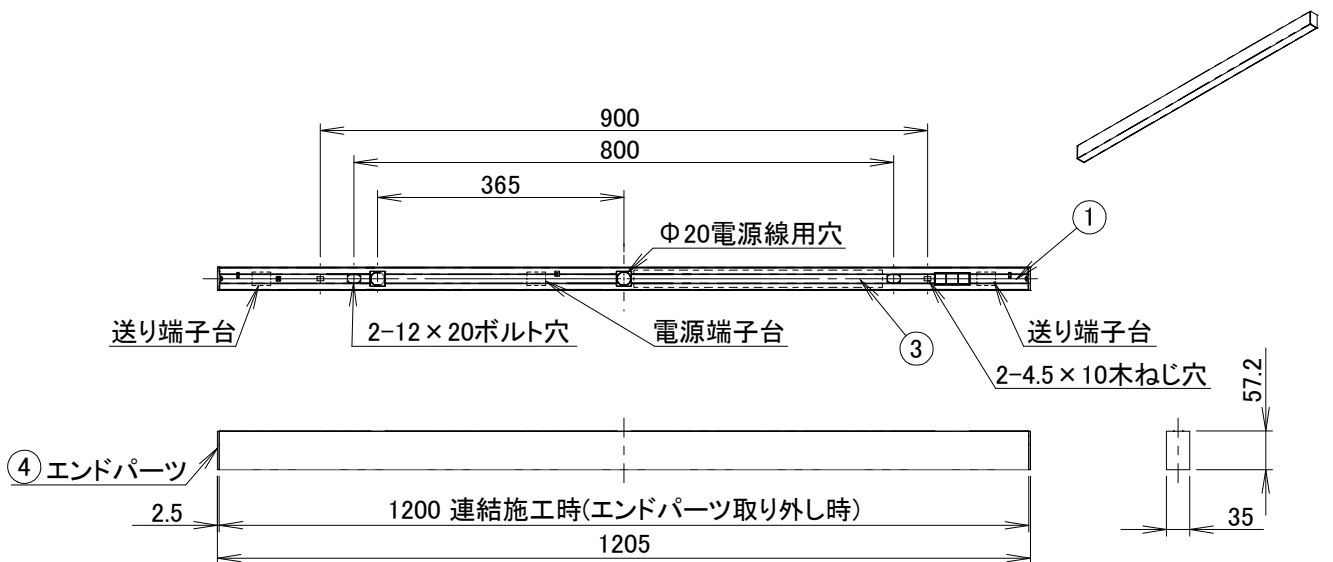 900
800
365
①
Φ20電源線用穴
送り端子台
2-12×20ボルト穴
電源端子台
③
送り端子台
2-4.5×10木ねじ穴
57.2
④エンドパーツ
2.5
1200 連結施工時(エンドパーツ取り外し時)
35
1205